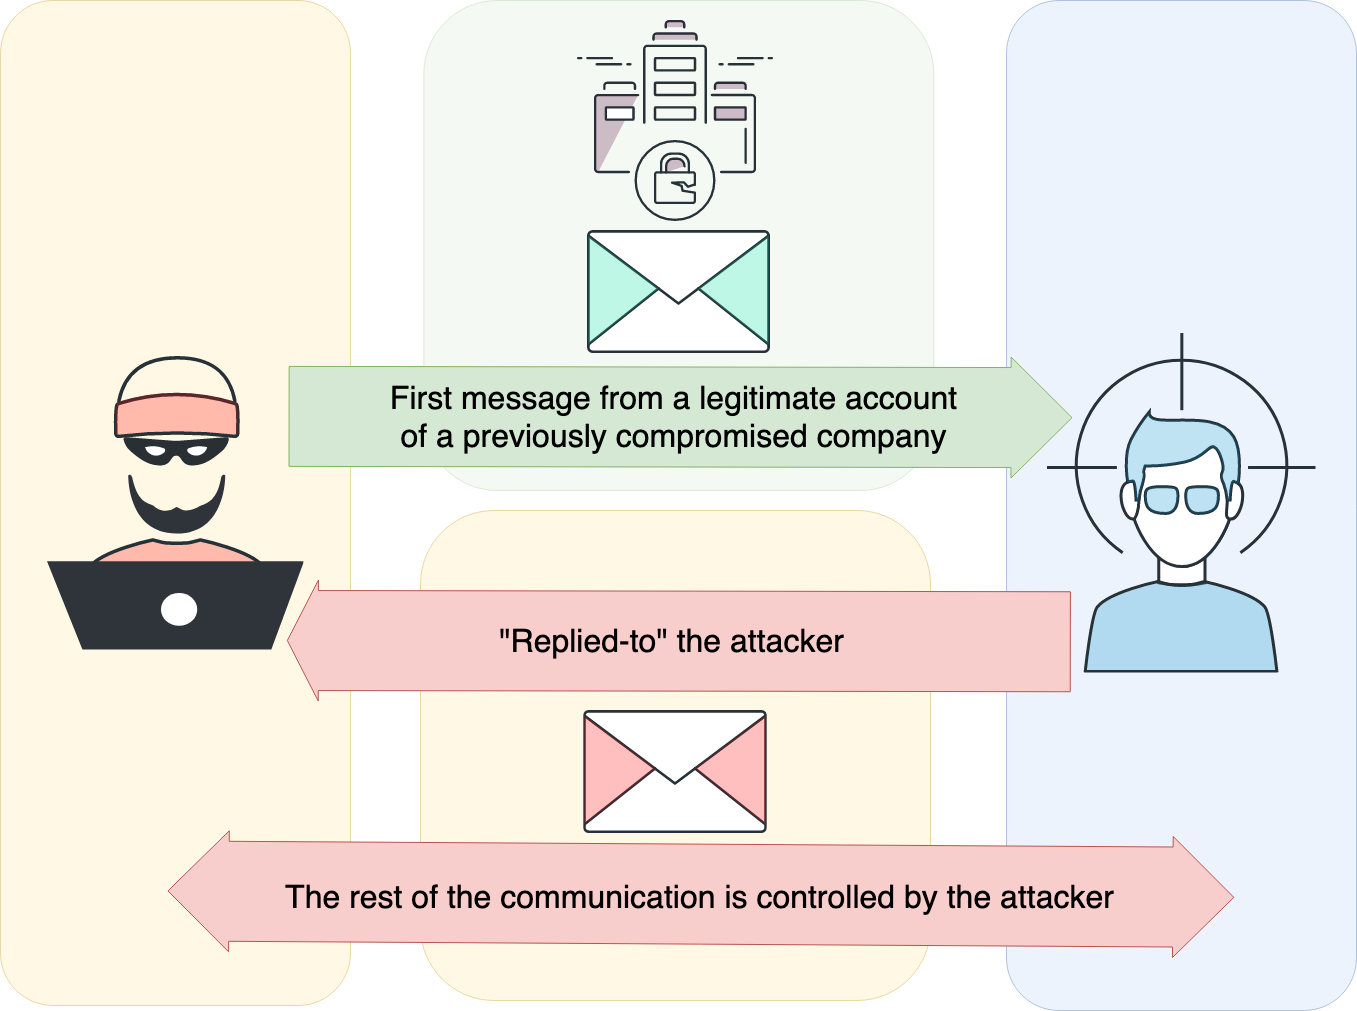 First message from a legitimate account
of a previously compromised company
"Replied-to" the attacker
The rest of the communication is controlled by the attacker